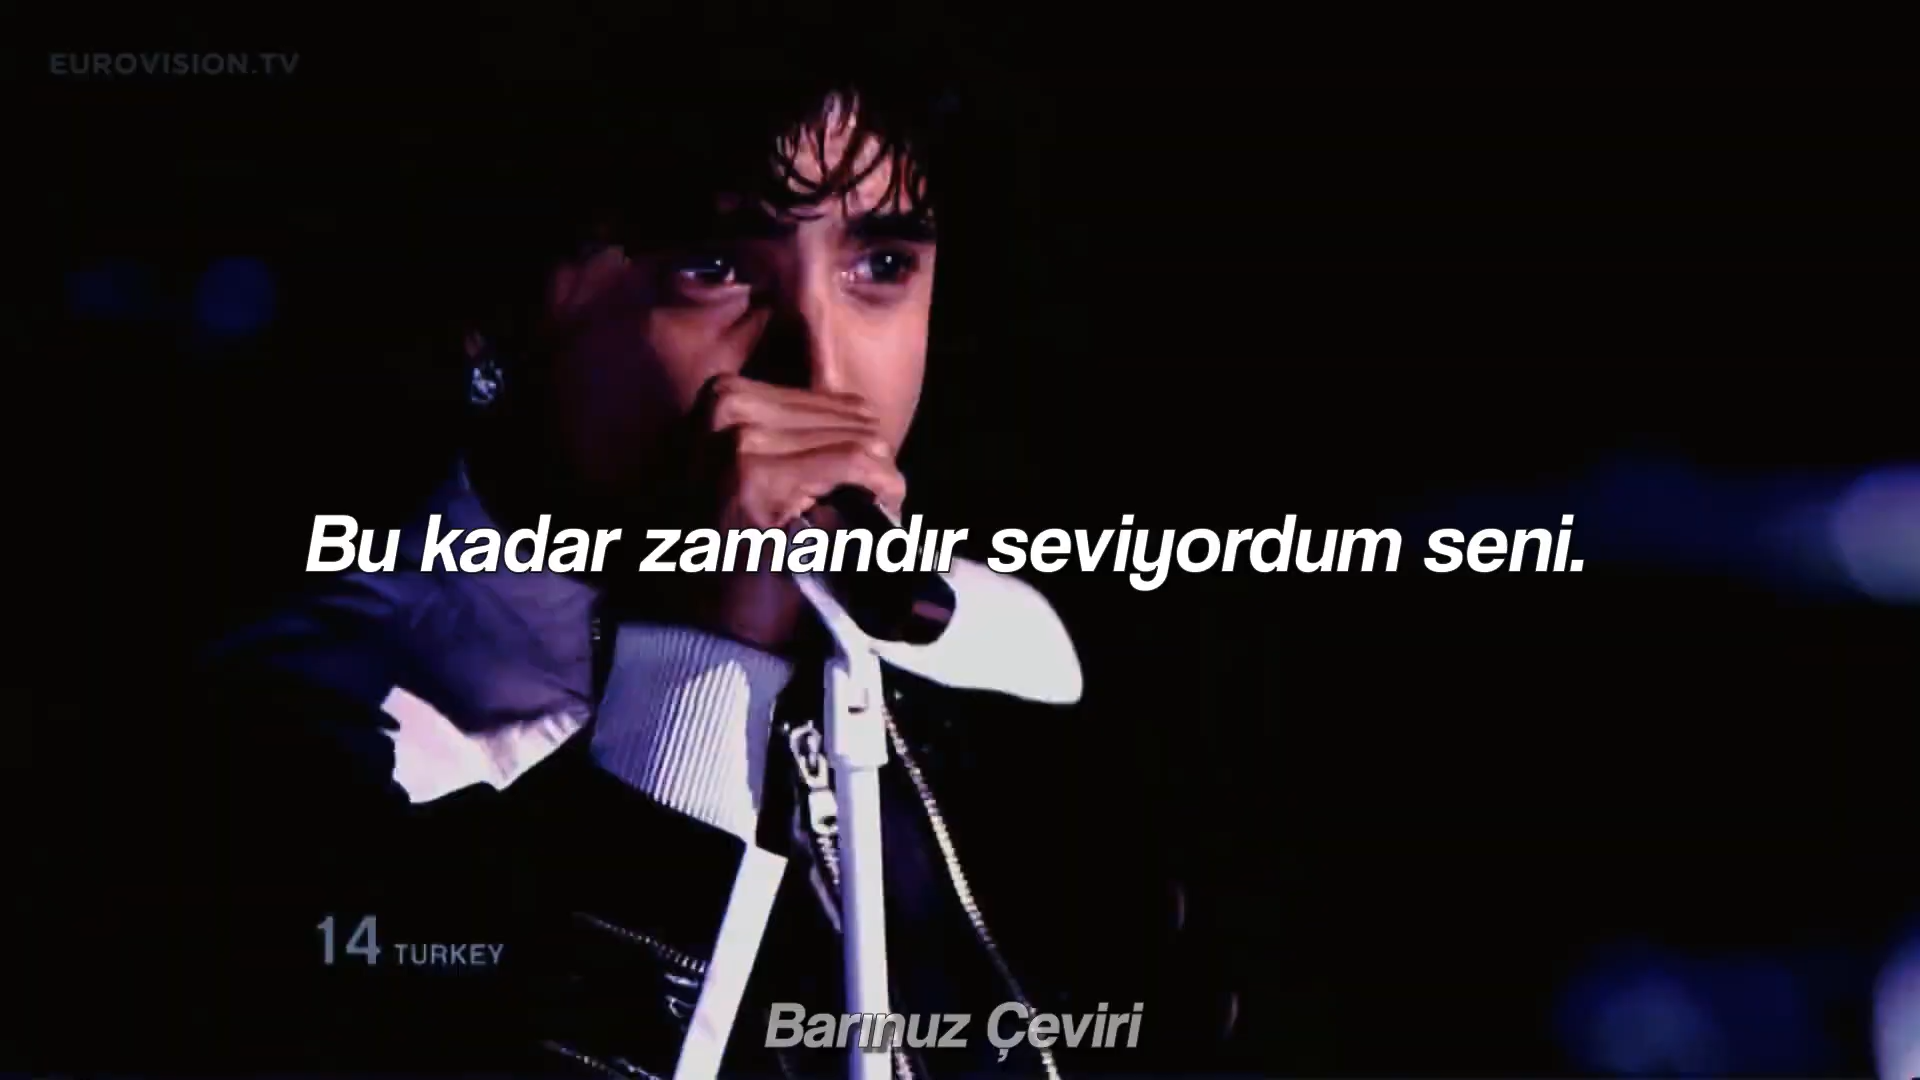 EUROVISION.TV
Bu kadar zamandır seviyordum seni.
14 TURKEY
Barınuz Çeviri